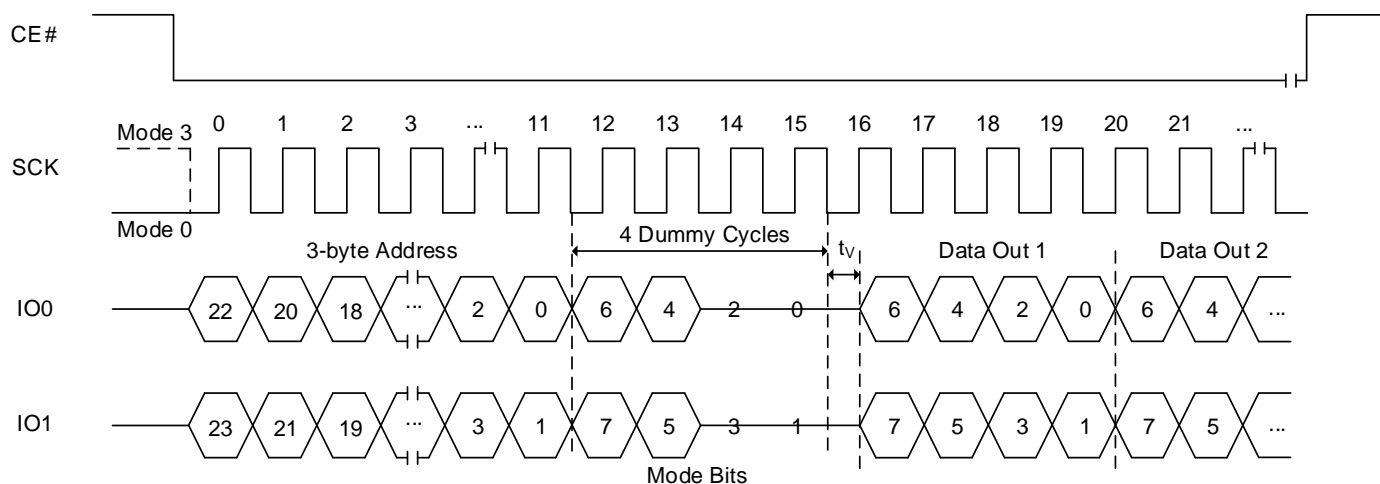 CE#
Mode 3
0 1 2 3 ... 11 12 13 14 15 16 17 18 19 20 21 ...
SCK
Mode 0
3-byte Address 4 Dummy Cycles tV Data Out 1 Data Out 2
IO0 22 20 18 ... 2 0 6 4 2 0 6 4 2 0 6 4 ...
IO1 23 21 19 ... 3 1 7 5 3 1 7 5 3 1 7 5 ...
Mode Bits